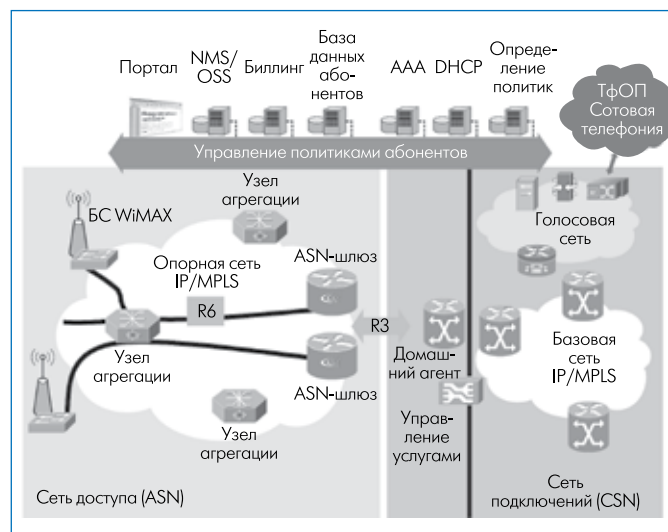 Портал
NMS/
OSS
Биллинг
База
данных
або-
нентов
AAA
DHCP
Опреде-
ление
политик
ТфОП
Сотовая
телефония
Управление политиками абонентов
Узел
агрегации
БС WiMAX
Опорная сеть
IP/MPLS
ASN-шлюз
R6
Узел
агрегации
ASN-шлюз
Узел
агрегации
Сеть доступа (ASN)
R3
Домаш-
ний агент
Управ-
ление
услугами
Голосовая
сеть
Базовая
сеть
IP/MPLS
Сеть
подключений (CSN)